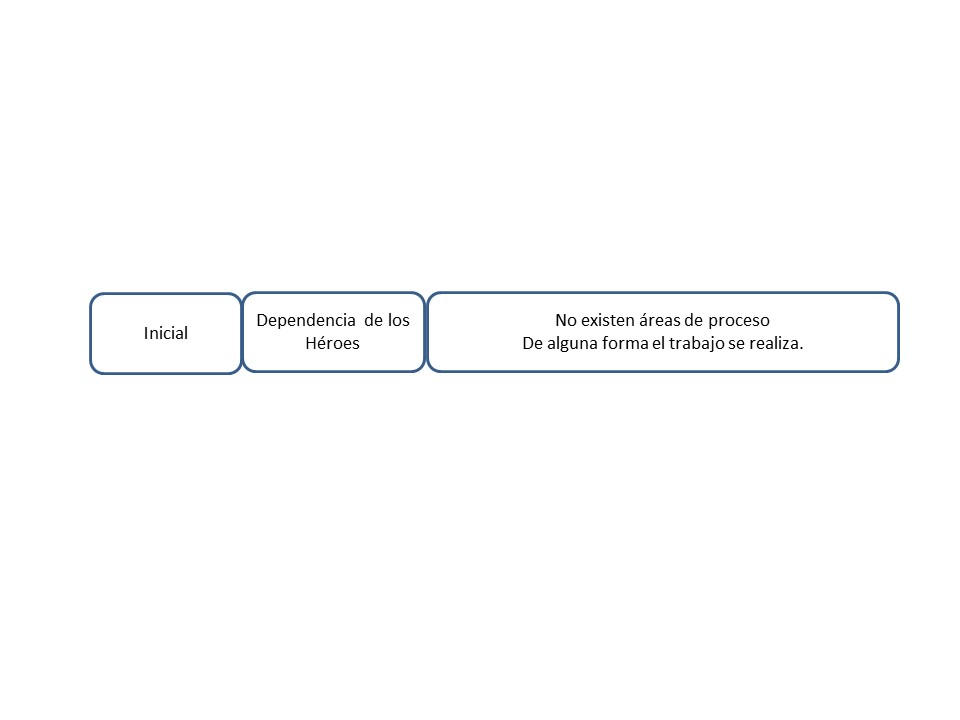 Inicial
Dependencia de los
Héroes
No existen áreas de proceso
De alguna forma el trabajo se realiza.